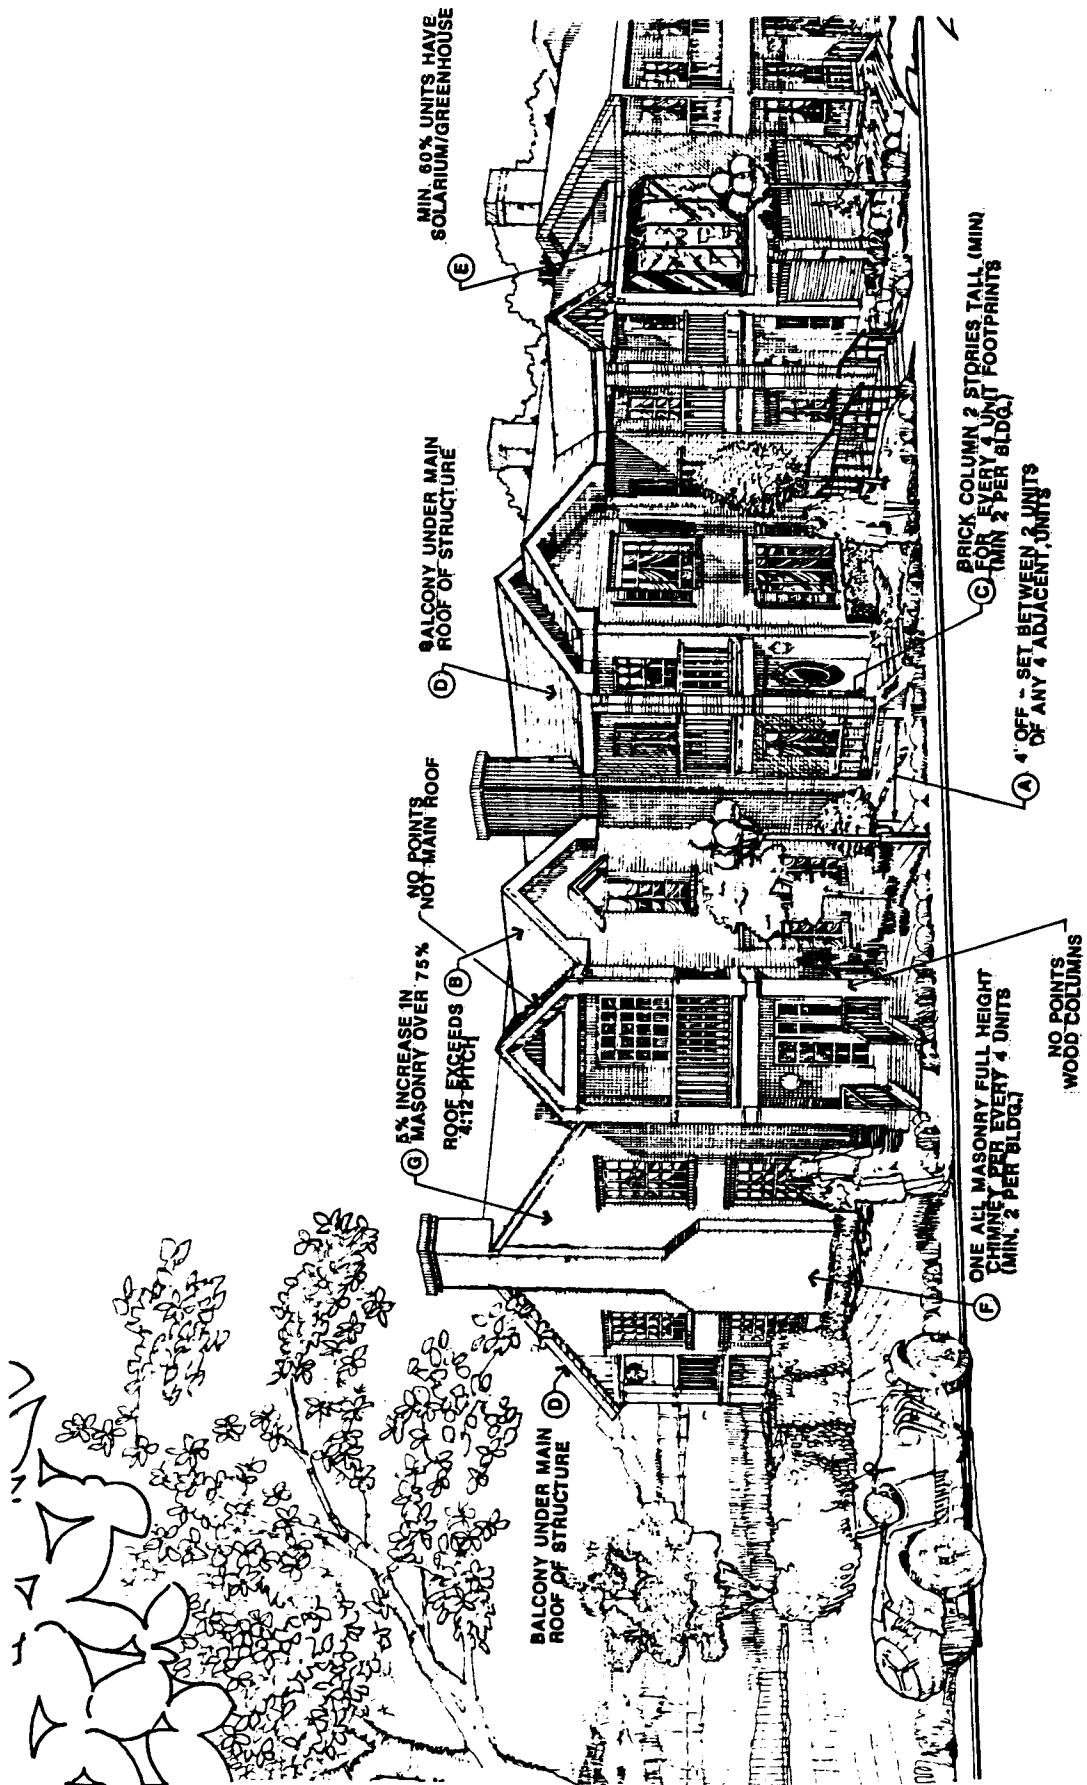 BALCONY UNDER MAIN
ROOF OF STRUCTURE
D
G
5% INCREASE IN
MASONRY OVER 75%
ROOF EXCEEDS
4:12 PITCH
B
NO POINTS
NOT MAIN ROOF
D
BALCONY UNDER MAIN
ROOF OF STRUCTURE
E
MIN. 60% UNITS HAVE
SOLARIUM/GREENHOUSE
F
ONE ALL MASONRY FULL HEIGHT
CHIMNEY PER EVERY 4 UNITS
(MIN. 2 PER BLDG.)
NO POINTS
WOOD COLUMNS
A
4' OFF - SET BETWEEN 2 UNITS
OF ANY 4 ADJACENT UNITS
C
BRICK COLUMN 2 STORIES TALL (MIN)
FOR EVERY 4 UNIT FOOTPRINTS
(MIN 2 PER BLDG.)